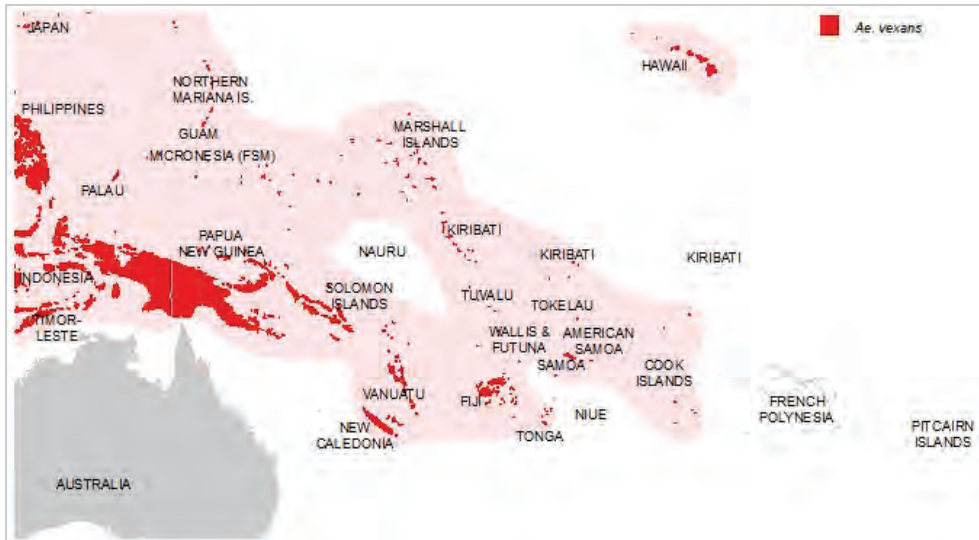 JAPAN
Ae. vexans
HAWAII
NORTHERN
MARIANA IS.
PHILIPPINES
GUAM
MARSHALL
ISLANDS
MICRONESIA (FSM)
PALAU
PAPUA
NEW GUINEA
NAURU
KIRIBATI
KIRIBATI
KIRIBATI
INDONESIA
SOLOMON
ISLANDS
TUVALU
TOKELAU
TIMOR-
LESTE
WALLIS &
FUTUNA
AMERICAN
SAMOA
SAMOA
COOK
ISLANDS
VANUATU
FIJI
NIUE
FRENCH
POLYNESIA
NEW
CALEDONIA
TONGA
PITCAIRN
ISLANDS
AUSTRALIA